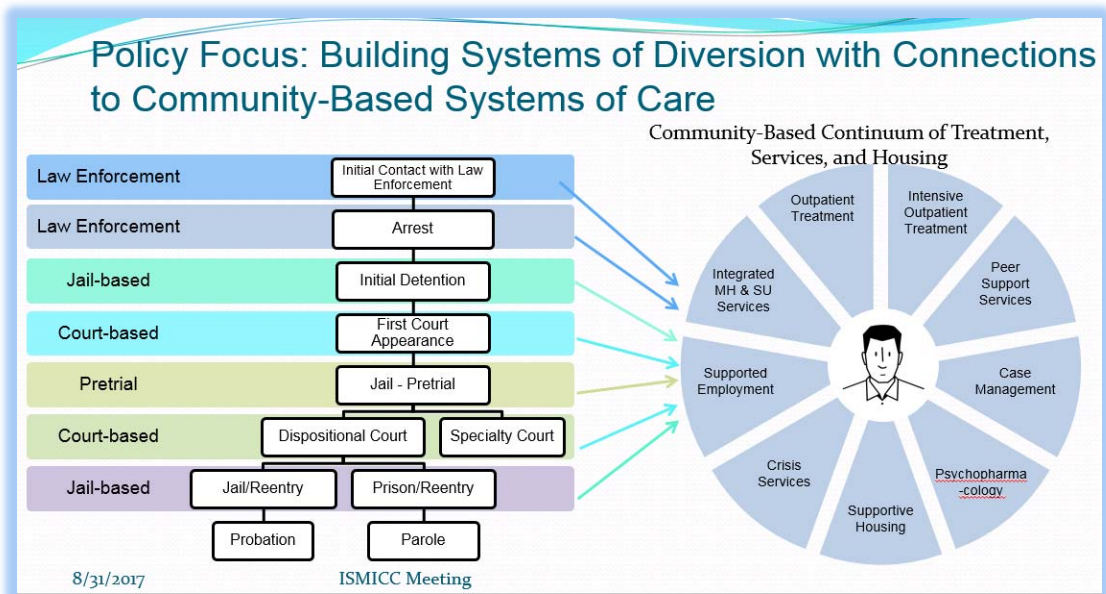 Policy Focus: Building Systems of Diversion with Connections
to Community-Based Systems of Care
Community-Based Continuum of Treatment,
Services, and Housing
Law Enforcement
Initial Contact with Law
Enforcement
Law Enforcement
Arrest
Jail-based
Initial Detention
Court-based
First Court
Appearance
Pretrial
Jail - Pretrial
Court-based
Dispositional Court
Specialty Court
Jail-based
Jail/Reentry
Prison/Reentry
Probation
Parole
Outpatient
Treatment
Intensive
Outpatient
Treatment
Peer
Support
Services
Case
Management
Psychopharma
-cology
Supportive
Housing
Crisis
Services
Supported
Employment
Integrated
MH & SU
Services
8/31/2017
ISMICC Meeting